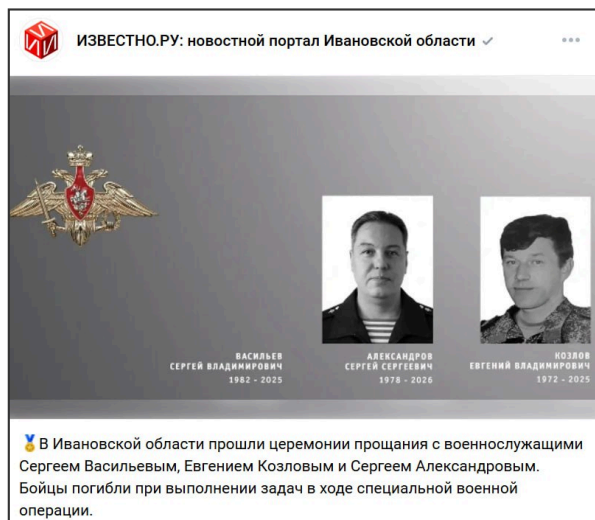 ИЗВЕСТНО.РУ: новостной портал Ивановской области
ВАСИЛЬЕВ
СЕРГЕЙ ВЛАДИМИРОВИЧ
1982 - 2025
АЛЕКСАНДРОВ
СЕРГЕЙ СЕРГЕЕВИЧ
1978 - 2026
КОЗЛОВ
ЕВГЕНИЙ ВЛАДИМИРОВИЧ
1972 - 2025
🏅В Ивановской области прошли церемонии прощания с военнослужащими
Сергеем Васильевым, Евгением Козловым и Сергеем Александровым.
Бойцы погибли при выполнении задач в ходе специальной военной
операции.